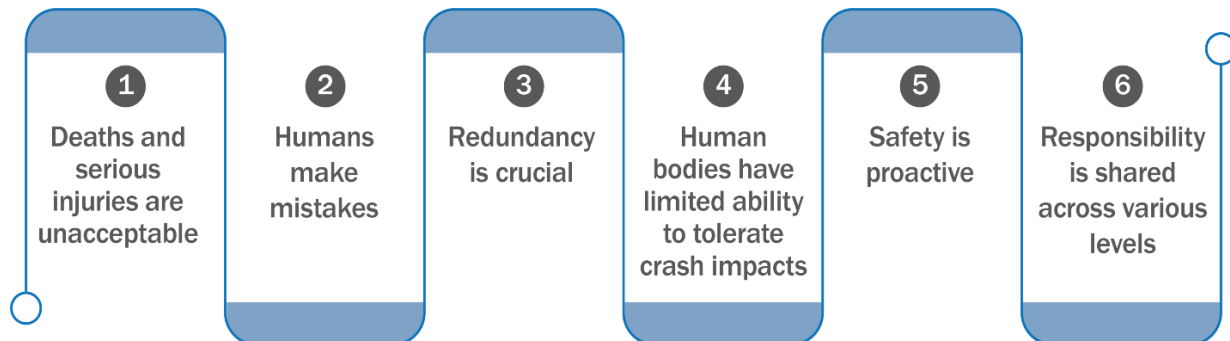 1
Deaths and
serious
injuries are
unacceptable
2
Humans
make
mistakes
3
Redundancy
is crucial
4
Human
bodies have
limited ability
to tolerate
crash impacts
5
Safety is
proactive
6
Responsibility
is shared
across various
levels